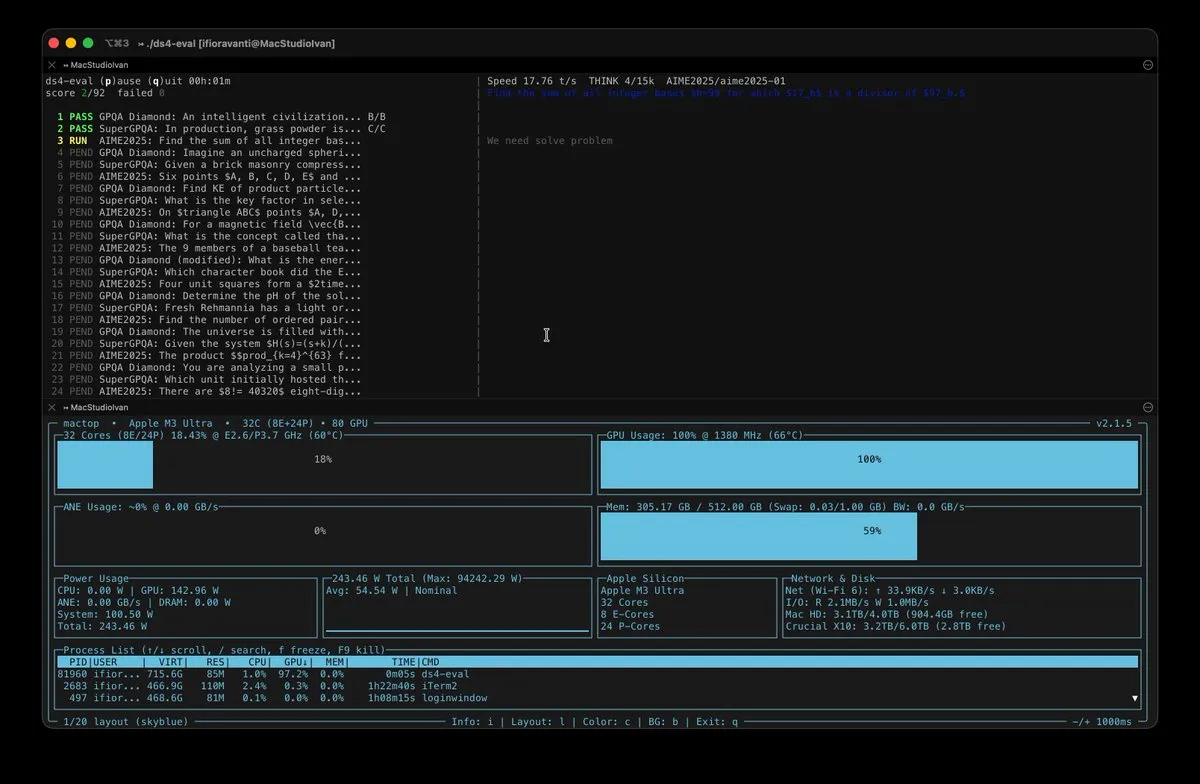 ⌥⌘3 ./ds4-eval [ifioravanti@MacStudioIvan]
MacStudioIvan
ds4-eval (p)ause (q)uit 00h:01m
score 2/92 failed 0
1 PASS GPQA Diamond: An intelligent civilization... B/B
2 PASS SuperGPQA: In production, grass powder is... C/C
3 RUN AIME2025: Find the sum of all integer bas...
4 PEND GPQA Diamond: Imagine an uncharged spheri...
5 PEND SuperGPQA: Given a brick masonry compress...
6 PEND AIME2025: Six points $A, B, C, D, E$ and ...
7 PEND GPQA Diamond: Find KE of product particle...
8 PEND SuperGPQA: What is the key factor in sele...
9 PEND AIME2025: On $triangle ABC$ points $A, D,...
10 PEND GPQA Diamond: For a magnetic field \vec{B...
11 PEND SuperGPQA: What is the concept called tha...
12 PEND AIME2025: The 9 members of a baseball tea...
13 PEND GPQA Diamond (modified): What is the ener...
14 PEND SuperGPQA: Which character book did the E...
15 PEND AIME2025: Four unit squares form a $2time...
16 PEND GPQA Diamond: Determine the pH of the sol...
17 PEND SuperGPQA: Fresh Rehmannia has a light or...
18 PEND AIME2025: Find the number of ordered pair...
19 PEND GPQA Diamond: The universe is filled with...
20 PEND SuperGPQA: Given the system $H(s)=(s+k)/(...
21 PEND AIME2025: The product $$prod_{k=4}^{63} f...
22 PEND GPQA Diamond: You are analyzing a small p...
23 PEND SuperGPQA: Which unit initially hosted th...
24 PEND AIME2025: There are $8!= 40320$ eight-dig...
Speed 17.76 t/s THINK 4/15k AIME2025/aime2025-01
Find the sum of all integer bases $b>9$ for which $17_b$ is a divisor of $97_b.$
We need solve problem
MacStudioIvan
mactop • Apple M3 Ultra • 32C (8E+24P) • 80 GPU
v2.1.5
32 Cores (8E/24P) 18.43% @ E2.6/P3.7 GHz (60°C)
18%
GPU Usage: 100% @ 1380 MHz (66°C)
100%
ANE Usage: ~0% @ 0.00 GB/s
0%
Mem: 305.17 GB / 512.00 GB (Swap: 0.03/1.00 GB) BW: 0.0 GB/s
59%
Power Usage
CPU: 0.00 W | GPU: 142.96 W
ANE: 0.00 GB/s | DRAM: 0.00 W
System: 100.50 W
Total: 243.46 W
243.46 W Total (Max: 94242.29 W)
Avg: 54.54 W | Nominal
Apple Silicon
Apple M3 Ultra
32 Cores
8 E-Cores
24 P-Cores
Network & Disk
Net (Wi-Fi 6): ↑ 33.9KB/s ↓ 3.0KB/s
I/O: R 2.1MB/s W 1.0MB/s
Mac HD: 3.1TB/4.0TB (904.4GB free)
Crucial X10: 3.2TB/6.0TB (2.8TB free)
Process List (↑/↓ scroll, / search, f freeze, F9 kill)
PID|USER | VIRT| RES| CPU| GPU↓| MEM| TIME|CMD
81960 ifior... 715.6G 85M 1.0% 97.2% 0.0% 0m05s ds4-eval
2683 ifior... 466.9G 110M 2.4% 0.3% 0.0% 1h22m40s iTerm2
497 ifior... 468.6G 81M 0.1% 0.0% 0.0% 1h08m15s loginwindow
1/20 layout (skyblue)
Info: i | Layout: l | Color: c | BG: b | Exit: q
-/+ 1000ms